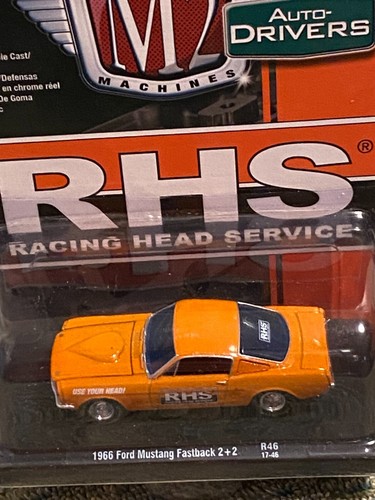 M2
MACHINES
AUTO-
DRIVERS
ie Cast/
/Defensas
en chrome réel
De Goma
RHS®
RACING HEAD SERVICE
RHS
USE YOUR HEAD!
RHS
1966 Ford Mustang Fastback 2+2
R46
17-46